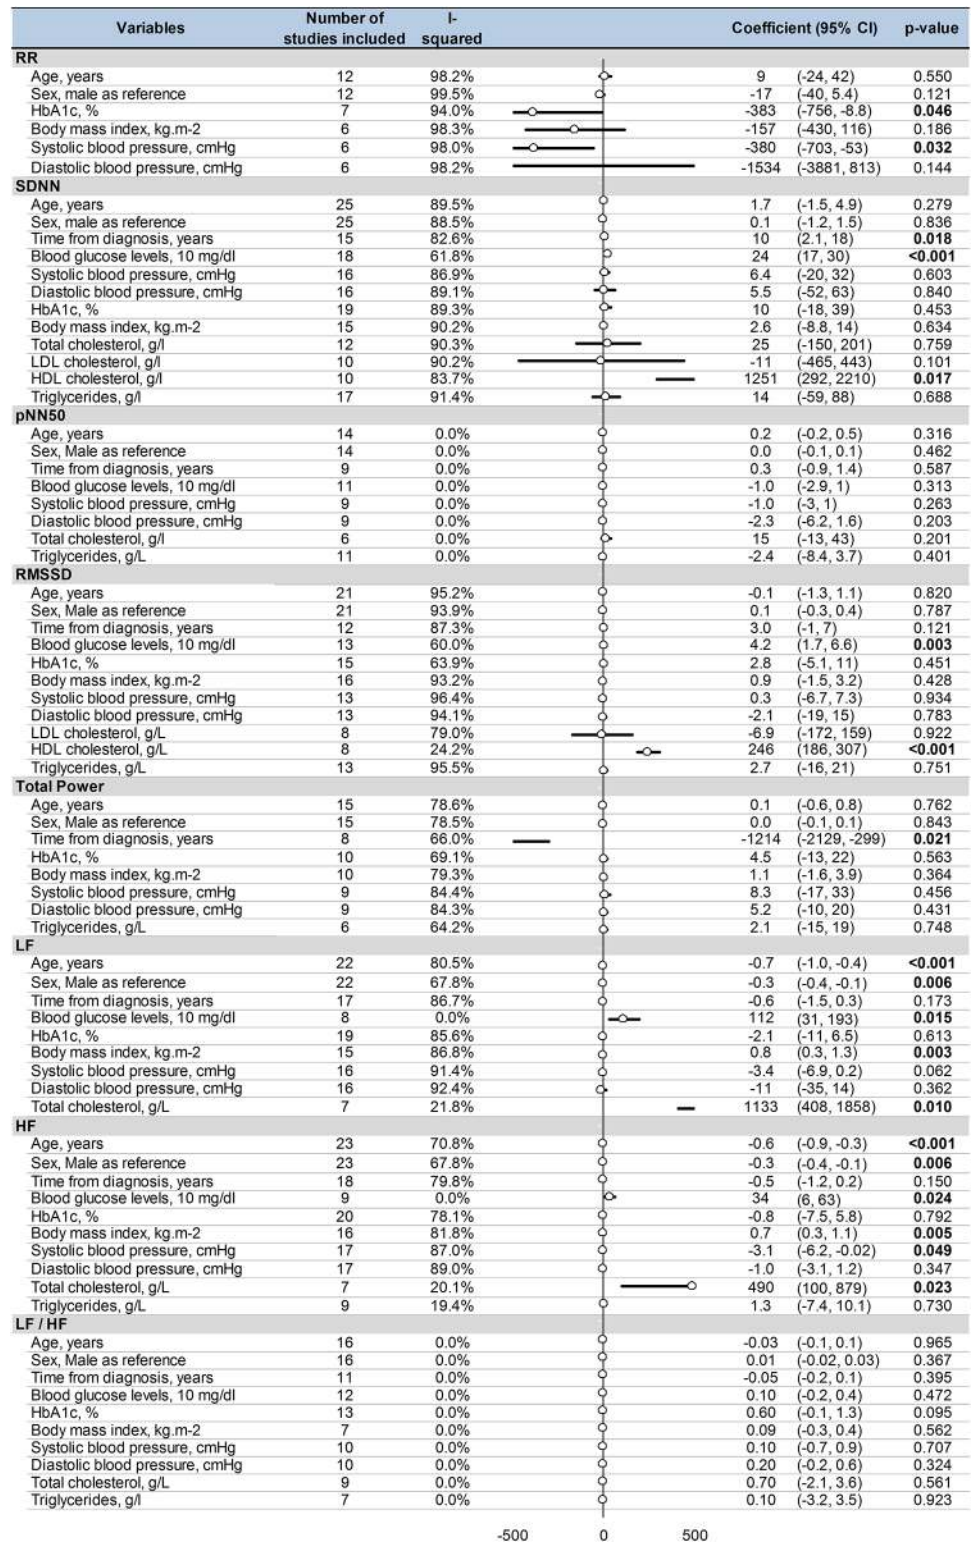 Variables Number of studies included I-squared Coefficient (95% CI) p-value
RR
Age, years 12 98.2% 9 (-24, 42) 0.550
Sex, male as reference 12 99.5% -17 (-40, 5.4) 0.121
HbA1c, % 7 94.0% -383 (-756, -8.8) 0.046
Body mass index, kg.m-2 6 98.3% -157 (-430, 116) 0.186
Systolic blood pressure, cmHg 6 98.0% -380 (-703, -53) 0.032
Diastolic blood pressure, cmHg 6 98.2% -1534 (-3881, 813) 0.144
SDNN
Age, years 25 89.5% 1.7 (-1.5, 4.9) 0.279
Sex, male as reference 25 88.5% 0.1 (-1.2, 1.5) 0.836
Time from diagnosis, years 15 82.6% 10 (2.1, 18) 0.018
Blood glucose levels, 10 mg/dl 18 61.8% 24 (17, 30) <0.001
Systolic blood pressure, cmHg 16 86.9% 6.4 (-20, 32) 0.603
Diastolic blood pressure, cmHg 16 89.1% 5.5 (-52, 63) 0.840
HbA1c, % 19 89.3% 10 (-18, 39) 0.453
Body mass index, kg.m-2 15 90.2% 2.6 (-8.8, 14) 0.634
Total cholesterol, g/l 12 90.3% 25 (-150, 201) 0.759
LDL cholesterol, g/l 10 90.2% -11 (-465, 443) 0.101
HDL cholesterol, g/l 10 83.7% 1251 (292, 2210) 0.017
Triglycerides, g/l 17 91.4% 14 (-59, 88) 0.688
pNN50
Age, years 14 0.0% 0.2 (-0.2, 0.5) 0.316
Sex, Male as reference 14 0.0% 0.0 (-0.1, 0.1) 0.462
Time from diagnosis, years 9 0.0% 0.3 (-0.9, 1.4) 0.587
Blood glucose levels, 10 mg/dl 11 0.0% -1.0 (-2.9, 1) 0.313
Systolic blood pressure, cmHg 9 0.0% -1.0 (-3, 1) 0.263
Diastolic blood pressure, cmHg 9 0.0% -2.3 (-6.2, 1.6) 0.203
Total cholesterol, g/l 6 0.0% 15 (-13, 43) 0.201
Triglycerides, g/L 11 0.0% -2.4 (-8.4, 3.7) 0.401
RMSSD
Age, years 21 95.2% -0.1 (-1.3, 1.1) 0.820
Sex, Male as reference 21 93.9% 0.1 (-0.3, 0.4) 0.787
Time from diagnosis, years 12 87.3% 3.0 (-1, 7) 0.121
Blood glucose levels, 10 mg/dl 13 60.0% 4.2 (1.7, 6.6) 0.003
HbA1c, % 15 63.9% 2.8 (-5.1, 11) 0.451
Body mass index, kg.m-2 16 93.2% 0.9 (-1.5, 3.2) 0.428
Systolic blood pressure, cmHg 13 96.4% 0.3 (-6.7, 7.3) 0.934
Diastolic blood pressure, cmHg 13 94.1% -2.1 (-19, 15) 0.783
LDL cholesterol, g/L 8 79.0% -6.9 (-172, 159) 0.922
HDL cholesterol, g/L 8 24.2% 246 (186, 307) <0.001
Triglycerides, g/L 13 95.5% 2.7 (-16, 21) 0.751
Total Power
Age, years 15 78.6% 0.1 (-0.6, 0.8) 0.762
Sex, Male as reference 15 78.5% 0.0 (-0.1, 0.1) 0.843
Time from diagnosis, years 8 66.0% -1214 (-2129, -299) 0.021
HbA1c, % 10 69.1% 4.5 (-13, 22) 0.563
Body mass index, kg.m-2 10 79.3% 1.1 (-1.6, 3.9) 0.364
Systolic blood pressure, cmHg 9 84.4% 8.3 (-17, 33) 0.456
Diastolic blood pressure, cmHg 9 84.3% 5.2 (-10, 20) 0.431
Triglycerides, g/L 6 64.2% 2.1 (-15, 19) 0.748
LF
Age, years 22 80.5% -0.7 (-1.0, -0.4) <0.001
Sex, Male as reference 22 67.8% -0.3 (-0.4, -0.1) 0.006
Time from diagnosis, years 17 86.7% -0.6 (-1.5, 0.3) 0.173
Blood glucose levels, 10 mg/dl 8 0.0% 112 (31, 193) 0.015
HbA1c, % 19 85.6% -2.1 (-11, 6.5) 0.613
Body mass index, kg.m-2 15 86.8% 0.8 (0.3, 1.3) 0.003
Systolic blood pressure, cmHg 16 91.4% -3.4 (-6.9, 0.2) 0.062
Diastolic blood pressure, cmHg 16 92.4% -11 (-35, 14) 0.362
Total cholesterol, g/L 7 21.8% 1133 (408, 1858) 0.010
HF
Age, years 23 70.8% -0.6 (-0.9, -0.3) <0.001
Sex, Male as reference 23 67.8% -0.3 (-0.4, -0.1) 0.006
Time from diagnosis, years 18 79.8% -0.5 (-1.2, 0.2) 0.150
Blood glucose levels, 10 mg/dl 9 0.0% 34 (6, 63) 0.024
HbA1c, % 20 78.1% -0.8 (-7.5, 5.8) 0.792
Body mass index, kg.m-2 16 81.8% 0.7 (0.3, 1.1) 0.005
Systolic blood pressure, cmHg 17 87.0% -3.1 (-6.2, -0.02) 0.049
Diastolic blood pressure, cmHg 17 89.0% -1.0 (-3.1, 1.2) 0.347
Total cholesterol, g/L 7 20.1% 490 (100, 879) 0.023
Triglycerides, g/L 9 19.4% 1.3 (-7.4, 10.1) 0.730
LF / HF
Age, years 16 0.0% -0.03 (-0.1, 0.1) 0.965
Sex, Male as reference 16 0.0% 0.01 (-0.02, 0.03) 0.367
Time from diagnosis, years 11 0.0% -0.05 (-0.2, 0.1) 0.395
Blood glucose levels, 10 mg/dl 12 0.0% 0.10 (-0.2, 0.4) 0.472
HbA1c, % 13 0.0% 0.60 (-0.1, 1.3) 0.095
Body mass index, kg.m-2 7 0.0% 0.09 (-0.3, 0.4) 0.562
Systolic blood pressure, cmHg 10 0.0% 0.10 (-0.7, 0.9) 0.707
Diastolic blood pressure, cmHg 10 0.0% 0.20 (-0.2, 0.6) 0.324
Total cholesterol, g/L 9 0.0% 0.70 (-2.1, 3.6) 0.561
Triglycerides, g/l 7 0.0% 0.10 (-3.2, 3.5) 0.923
-500 0 500